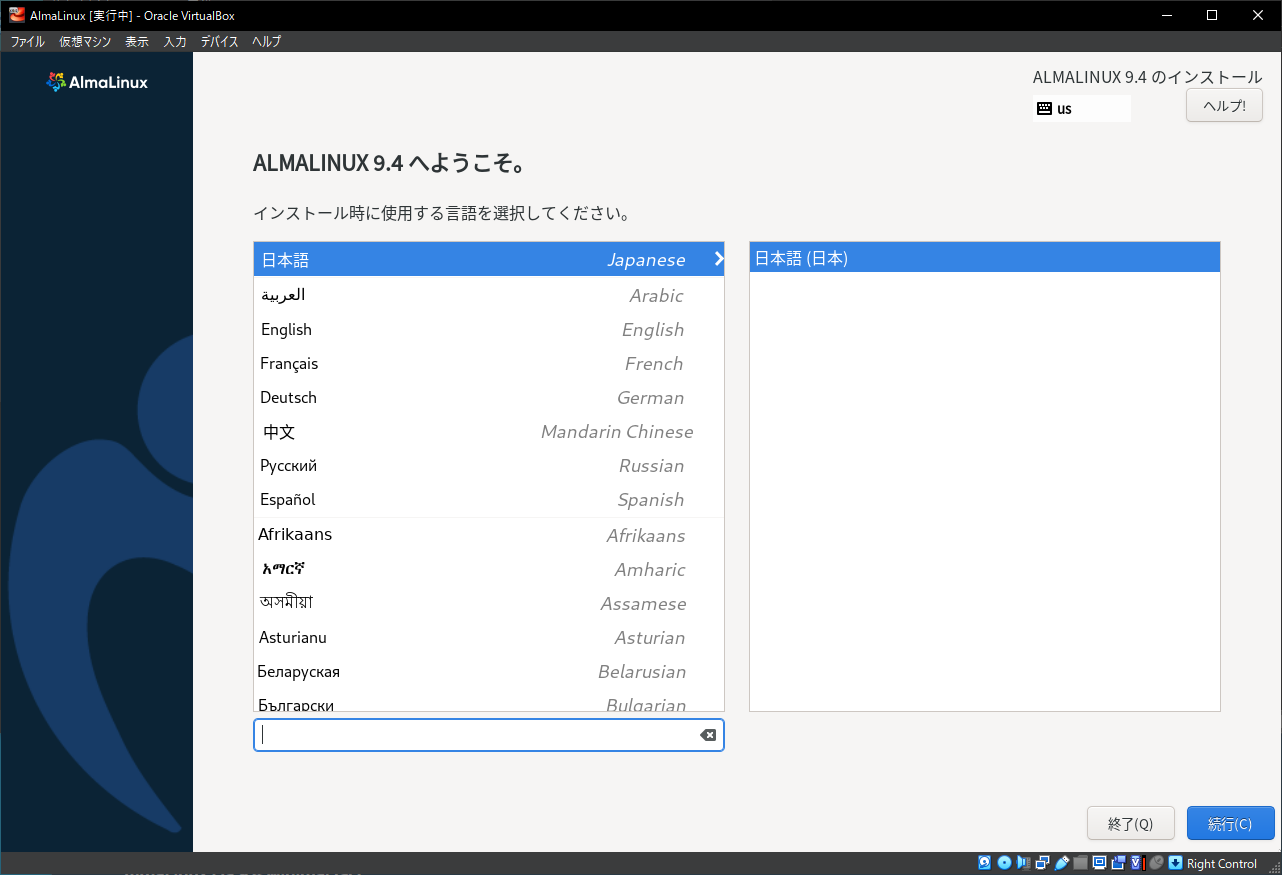 AlmaLinux [実行中] - Oracle VirtualBox
ファイル 仮想マシン 表示 入力 デバイス ヘルプ
AlmaLinux
ALMALINUX 9.4 のインストール
us
ヘルプ!
ALMALINUX 9.4 へようこそ。
インストール時に使用する言語を選択してください。
日本語 Japanese
العربية Arabic
English English
Français French
Deutsch German
中文 Mandarin Chinese
Русский Russian
Español Spanish
Afrikaans Afrikaans
አማርኛ Amharic
অসমীয়া Assamese
Asturianu Asturian
Беларуская Belarusian
Български Bulgarian
日本語 (日本)
終了(Q) 続行(C)
Right Control